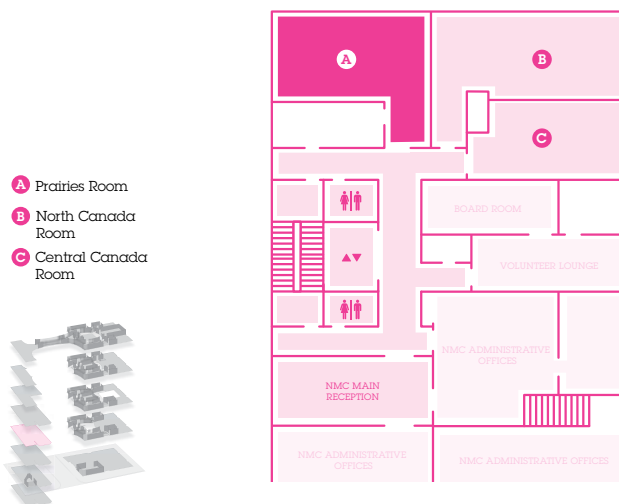 A Prairies Room
B North Canada
Room
C Central Canada
Room
A
B
C
BOARD ROOM
VOLUNTEER LOUNGE
NMC ADMINISTRATIVE
OFFICES
NMC MAIN
RECEPTION
NMC ADMINISTRATIVE
OFFICES
NMC ADMINISTRATIVE OFFICES